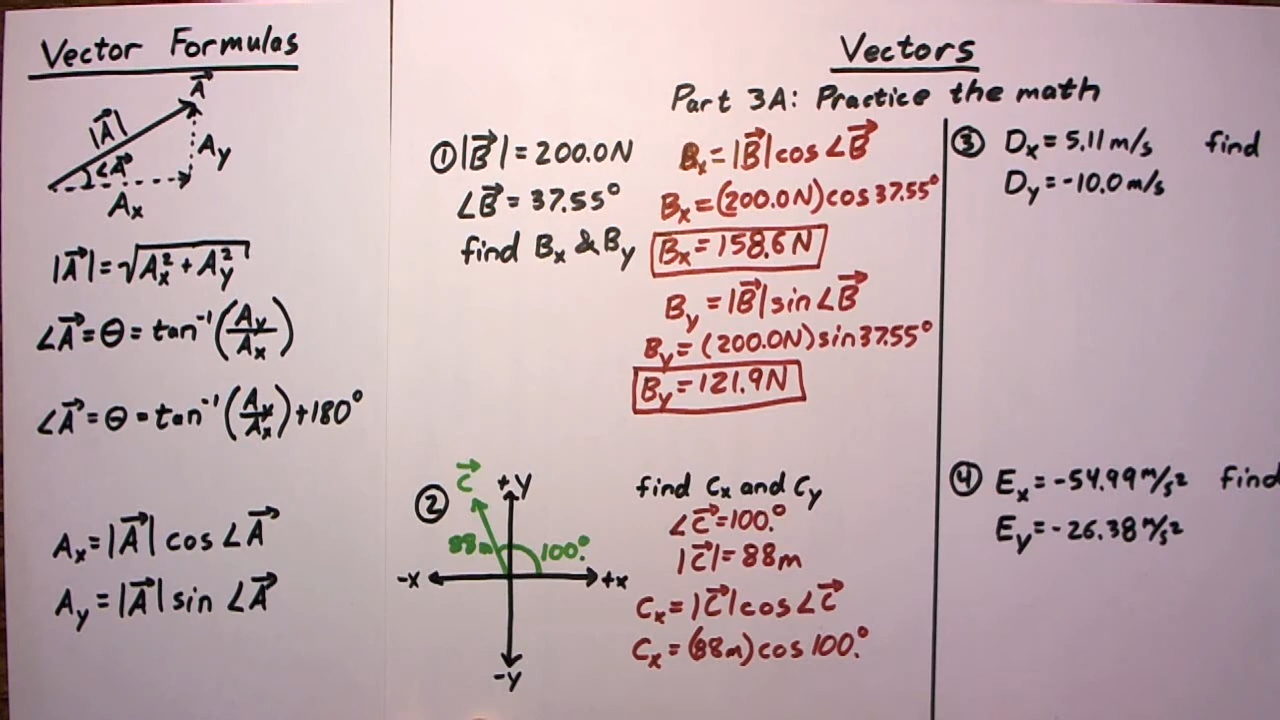 Vector Formulas
A⃗
|A⃗|
∠A⃗
Ay
Ax
|A⃗| = √(Ax² + Ay²)
∠A⃗ = θ = tan⁻¹(Ay/Ax)
∠A⃗ = θ = tan⁻¹(Ay/Ax) + 180°
Ax = |A⃗| cos ∠A⃗
Ay = |A⃗| sin ∠A⃗
Vectors
Part 3A: Practice the math
① |B⃗| = 200.0N
∠B⃗ = 37.55°
find Bx & By
Bx = |B⃗| cos ∠B⃗
Bx = (200.0N) cos 37.55°
Bx = 158.6 N
By = |B⃗| sin ∠B⃗
By = (200.0N) sin 37.55°
By = 121.9N
②
C⃗
+y
88m
100.°
-x
+x
-y
find Cx and Cy
∠C⃗ = 100.°
|C⃗| = 88m
Cx = |C⃗| cos ∠C⃗
Cx = (88m) cos 100.°
③ Dx = 5.11 m/s find
Dy = -10.0 m/s
④ Ex = -54.99 m/s² find
Ey = -26.38 m/s²